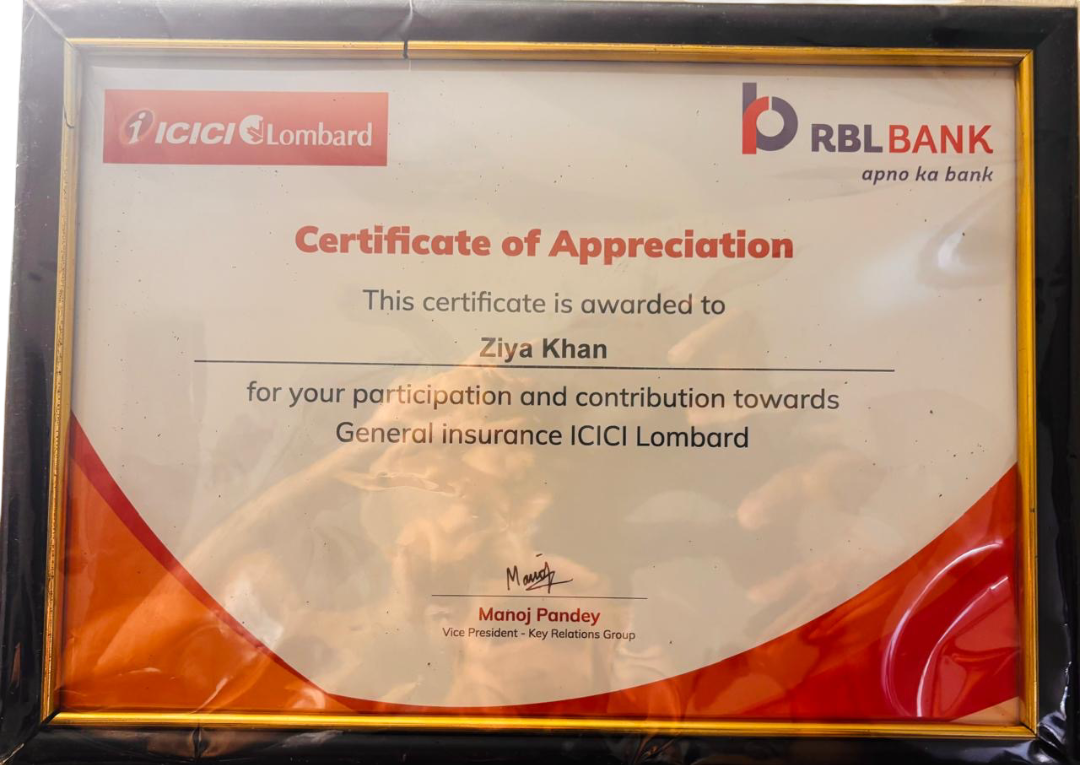 ICICI Lombard
RBL BANK
apno ka bank
Certificate of Appreciation
This certificate is awarded to
Ziya Khan
for your participation and contribution towards
General insurance ICICI Lombard
Manoj
Manoj Pandey
Vice President - Key Relations Group